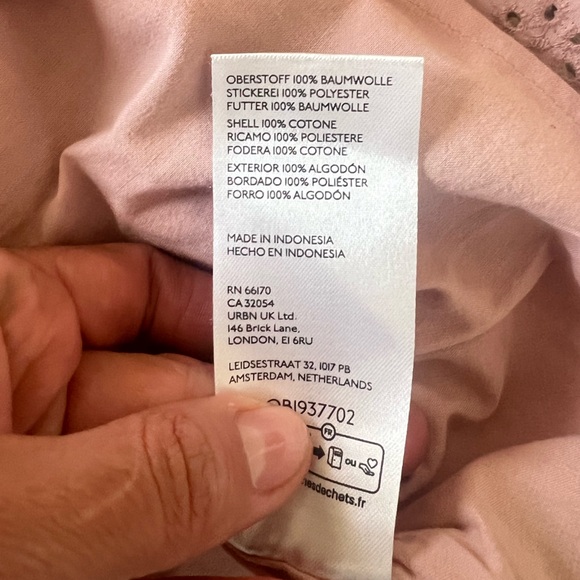 OBERSTOFF 100% BAUMWOLLE
STICKEREI 100% POLYESTER
FUTTER 100% BAUMWOLLE
SHELL 100% COTONE
RICAMO 100% POLIESTERE
FODERA 100% COTONE
EXTERIOR 100% ALGODÓN
BORDADO 100% POLIÉSTER
FORRO 100% ALGODÓN
MADE IN INDONESIA
HECHO EN INDONESIA
RN 66170
CA 32054
URBN UK Ltd.
146 Brick Lane,
LONDON, E1 6RU
LEIDSESTRAAT 32, 1017 PB
AMSTERDAM, NETHERLANDS
OB1937702
FR
ou